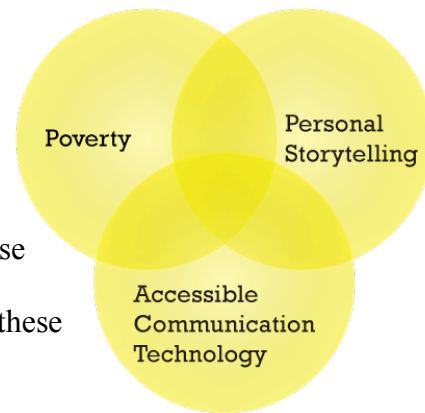 Poverty
Personal
Storytelling
se
these
Accessible
Communication
Technology